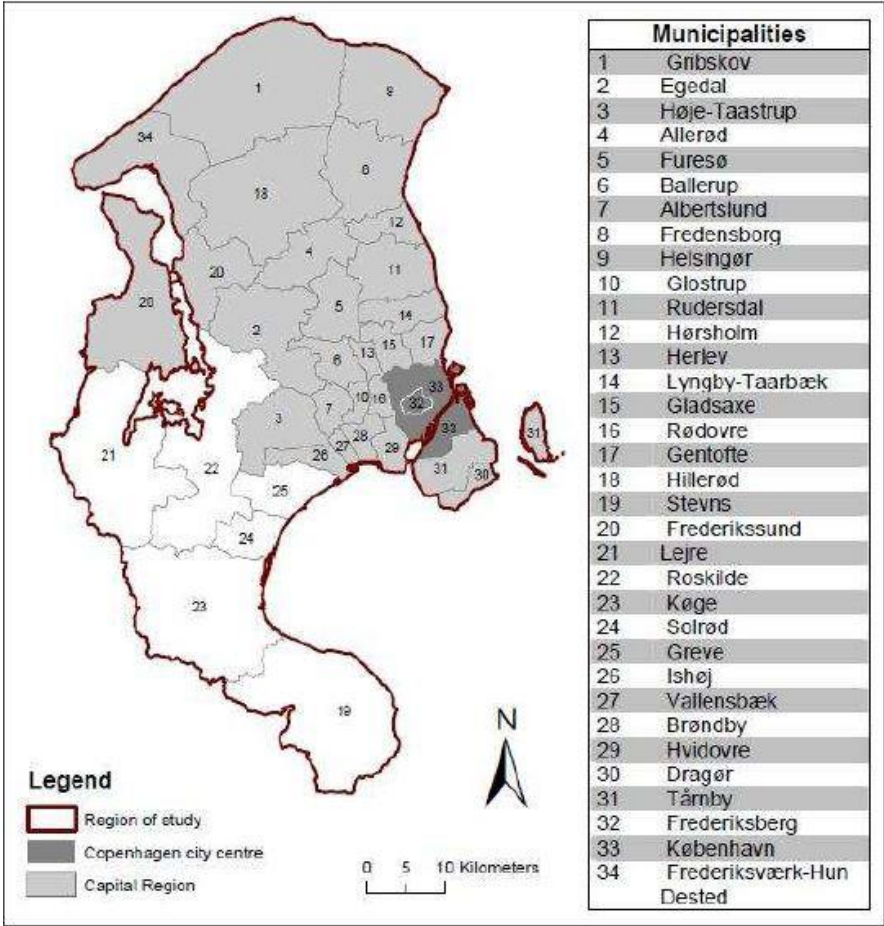 1
9
34
8
18
12
4
11
20
20
5
14
2
15
17
13
6
33
10
16
32
7
3
33
28
31
27
29
26
21
22
31
30
25
24
23
19
N
Legend
Region of study
Copenhagen city centre
Capital Region
0 5 10 Kilometers
Municipalities
1 Gribskov
2 Egedal
3 Høje-Taastrup
4 Allerød
5 Furesø
6 Ballerup
7 Albertslund
8 Fredensborg
9 Helsingør
10 Glostrup
11 Rudersdal
12 Hørsholm
13 Herlev
14 Lyngby-Taarbæk
15 Gladsaxe
16 Rødovre
17 Gentofte
18 Hillerød
19 Stevns
20 Frederikssund
21 Lejre
22 Roskilde
23 Køge
24 Solrød
25 Greve
26 Ishøj
27 Vallensbæk
28 Brøndby
29 Hvidovre
30 Dragør
31 Tårnby
32 Frederiksberg
33 København
34 Frederiksværk-Hun
Dested